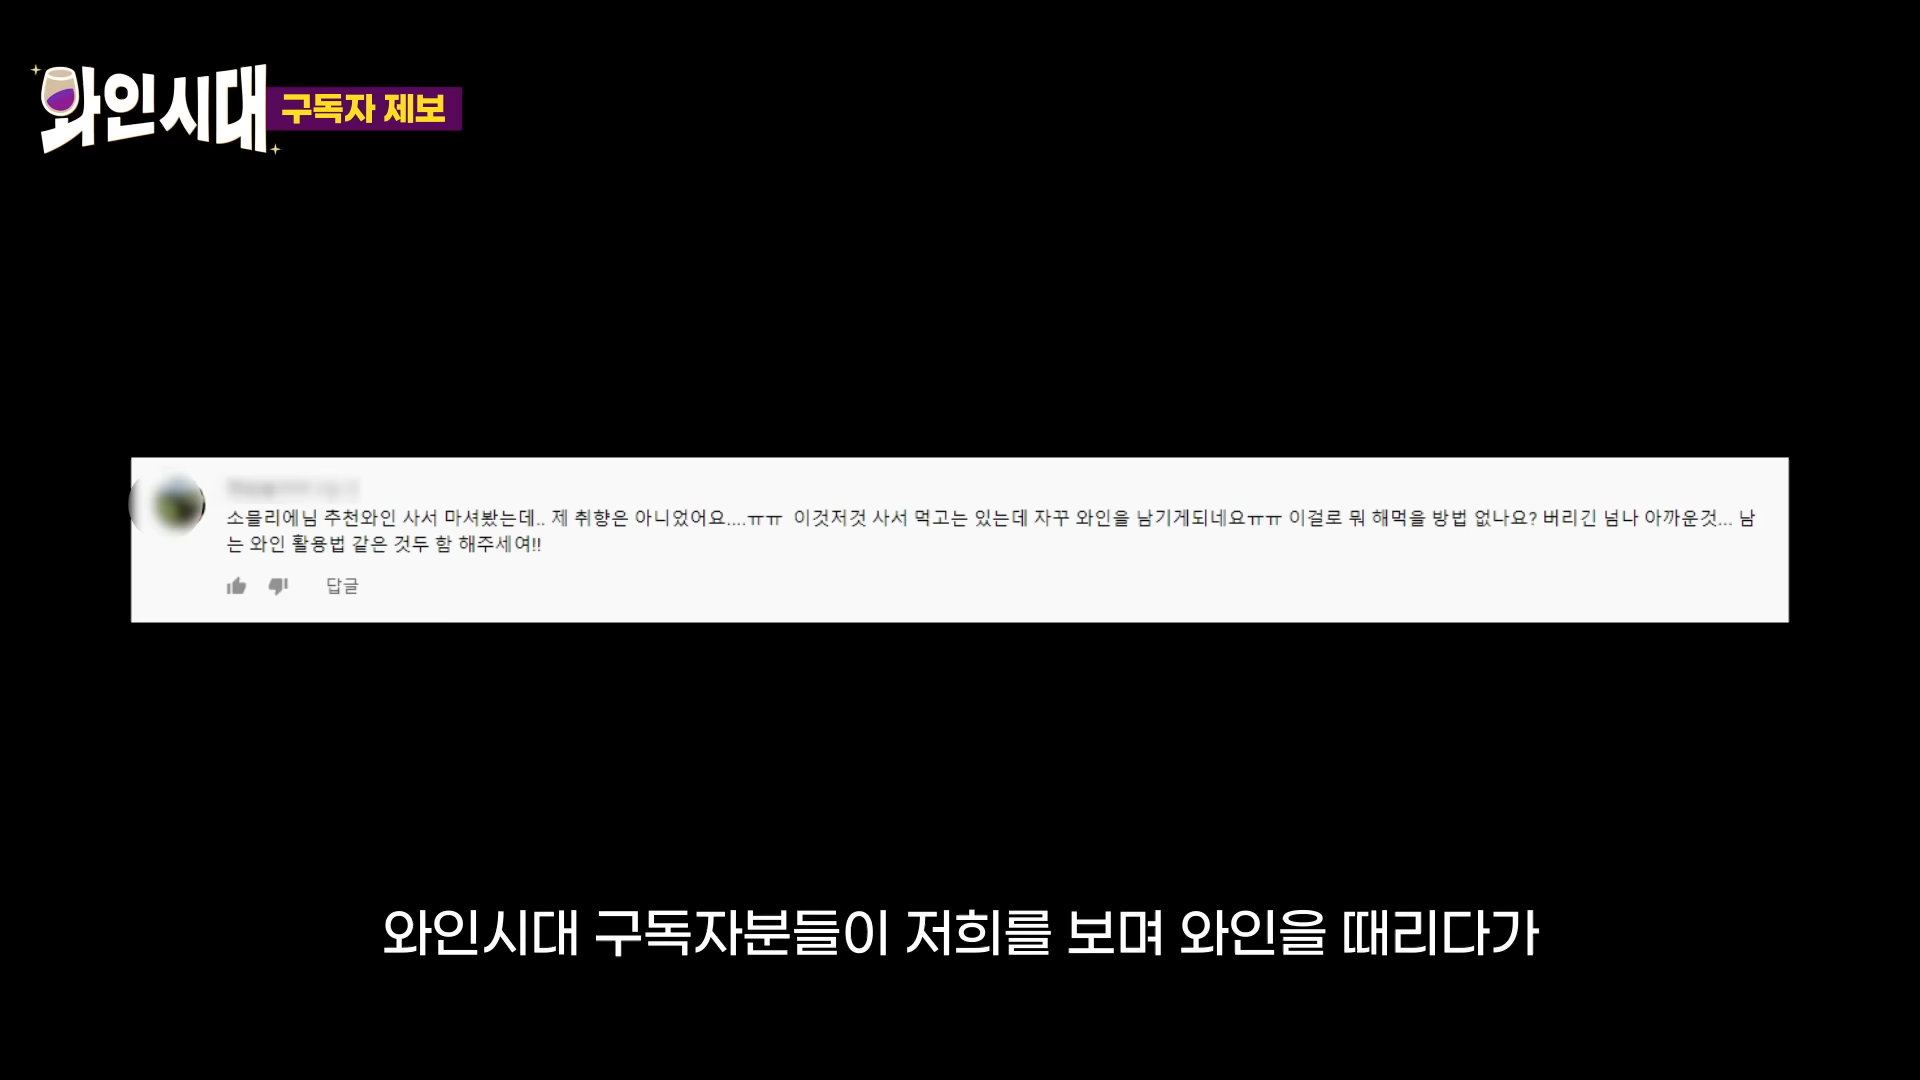 와인시대
구독자 제보
소믈리에님 추천와인 사서 마셔봤는데.. 제 취향은 아니었어요....ㅠㅠ 이것저것 사서 먹고는 있는데 자꾸 와인을 남기게되네요ㅠㅠ 이걸로 뭐 해먹을 방법 없나요? 버리긴 넘나 아까운것... 남
는 와인 활용법 같은 것두 함 해주세여!!
답글
와인시대 구독자분들이 저희를 보며 와인을 때리다가